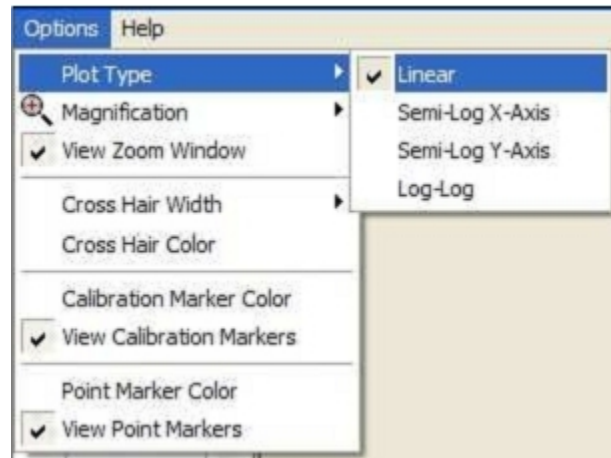 Options Help
Plot Type
Magnification
View Zoom Window
Cross Hair Width
Cross Hair Color
Calibration Marker Color
View Calibration Markers
Point Marker Color
View Point Markers
Linear
Semi-Log X-Axis
Semi-Log Y-Axis
Log-Log